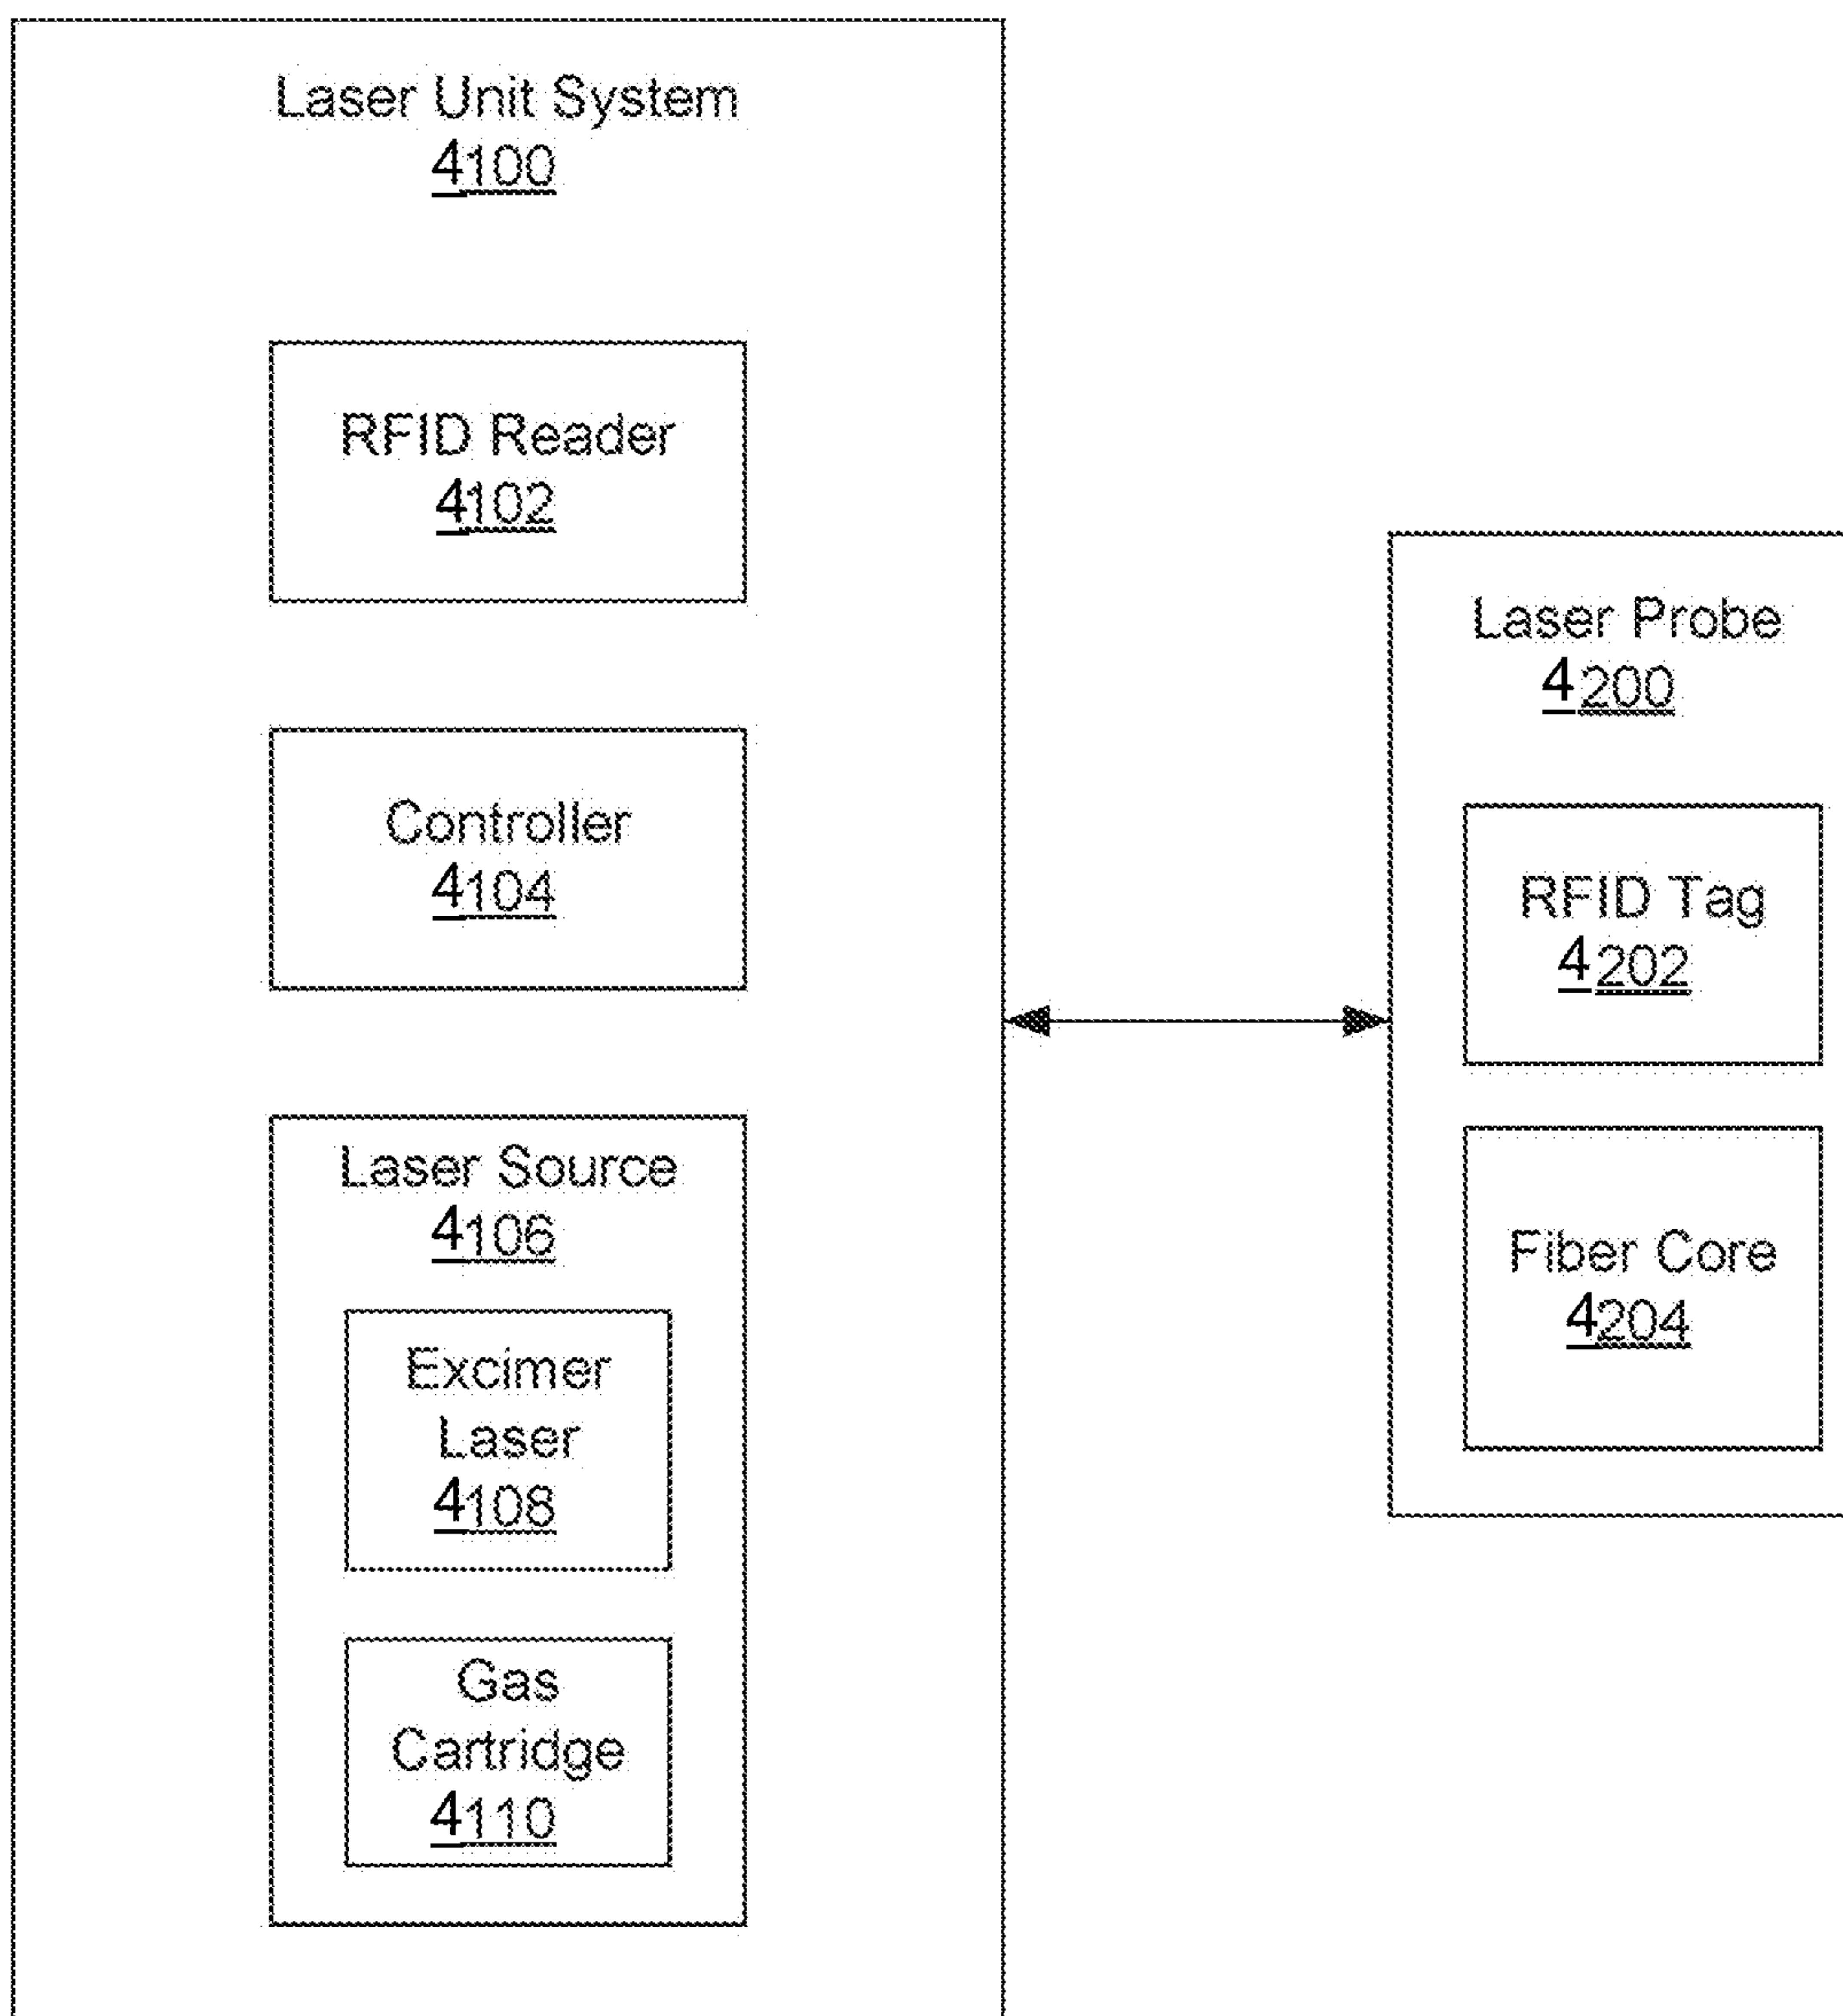 Laser Unit System
4100
RFID Reader
4102
Controller
4104
Laser Source
4106
Excimer
Laser
4108
Gas
Cartridge
4110
Laser Probe
4200
RFID Tag
4202
Fiber Core
4204